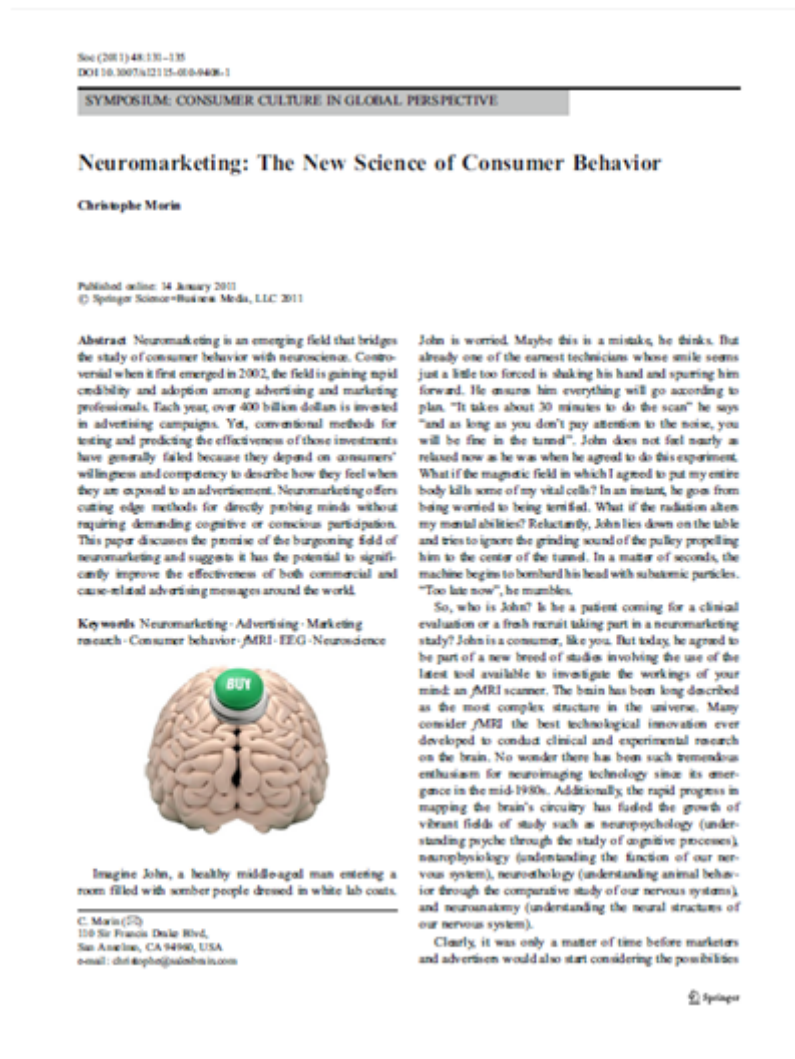 Soc (2011) 48:131–135
DOI 10.1007/s12115-010-9408-1
SYMPOSIUM: CONSUMER CULTURE IN GLOBAL PERSPECTIVE
Neuromarketing: The New Science of Consumer Behavior
Christophe Morin
Published online: 14 January 2011
© Springer Science+Business Media, LLC 2011
Abstract Neuromarketing is an emerging field that bridges
the study of consumer behavior with neuroscience. Contro-
versial when it first emerged in 2002, the field is gaining rapid
credibility and adoption among advertising and marketing
professionals. Each year, over 400 billion dollars is invested
in advertising campaigns. Yet, conventional methods for
testing and predicting the effectiveness of those investments
have generally failed because they depend on consumers'
willingness and competency to describe how they feel when
they are exposed to an advertisement. Neuromarketing offers
cutting edge methods for directly probing minds without
requiring demanding cognitive or conscious participation.
This paper discusses the promise of the burgeoning field of
neuromarketing and suggests it has the potential to signifi-
cantly improve the effectiveness of both commercial and
cause-related advertising messages around the world.
Keywords Neuromarketing · Advertising · Marketing
research · Consumer behavior · fMRI · EEG · Neuroscience
BUY
Imagine John, a healthy middle-aged man entering a
room filled with somber people dressed in white lab coats.
C. Morin (✉)
110 Sir Francis Drake Blvd,
San Anselmo, CA 94960, USA
e-mail: christophe@salesbrain.com
John is worried. Maybe this is a mistake, he thinks. But
already one of the earnest technicians whose smile seems
just a little too forced is shaking his hand and spurring him
forward. He ensures him everything will go according to
plan. "It takes about 30 minutes to do the scan" he says
"and as long as you don't pay attention to the noise, you
will be fine in the tunnel". John does not feel nearly as
relaxed now as he was when he agreed to do this experiment.
What if the magnetic field in which I agreed to put my entire
body kills some of my vital cells? In an instant, he goes from
being worried to being terrified. What if the radiation alters
my mental abilities? Reluctantly, John lies down on the table
and tries to ignore the grinding sound of the pulley propelling
him to the center of the tunnel. In a matter of seconds, the
machine begins to bombard his head with subatomic particles.
"Too late now", he mumbles.
So, who is John? Is he a patient coming for a clinical
evaluation or a fresh recruit taking part in a neuromarketing
study? John is a consumer, like you. But today, he agreed to
be part of a new breed of studies involving the use of the
latest tool available to investigate the workings of your
mind: an fMRI scanner. The brain has been long described
as the most complex structure in the universe. Many
consider fMRI the best technological innovation ever
developed to conduct clinical and experimental research
on the brain. No wonder there has been such tremendous
enthusiasm for neuroimaging technology since its emer-
gence in the mid-1980s. Additionally, the rapid progress in
mapping the brain's circuitry has fueled the growth of
vibrant fields of study such as neuropsychology (under-
standing psyche through the study of cognitive processes),
neurophysiology (understanding the function of our ner-
vous system), neuroethology (understanding animal behav-
ior through the comparative study of our nervous systems),
and neuroanatomy (understanding the neural structures of
our nervous system).
Clearly, it was only a matter of time before marketers
and advertisers would also start considering the possibilities
Springer